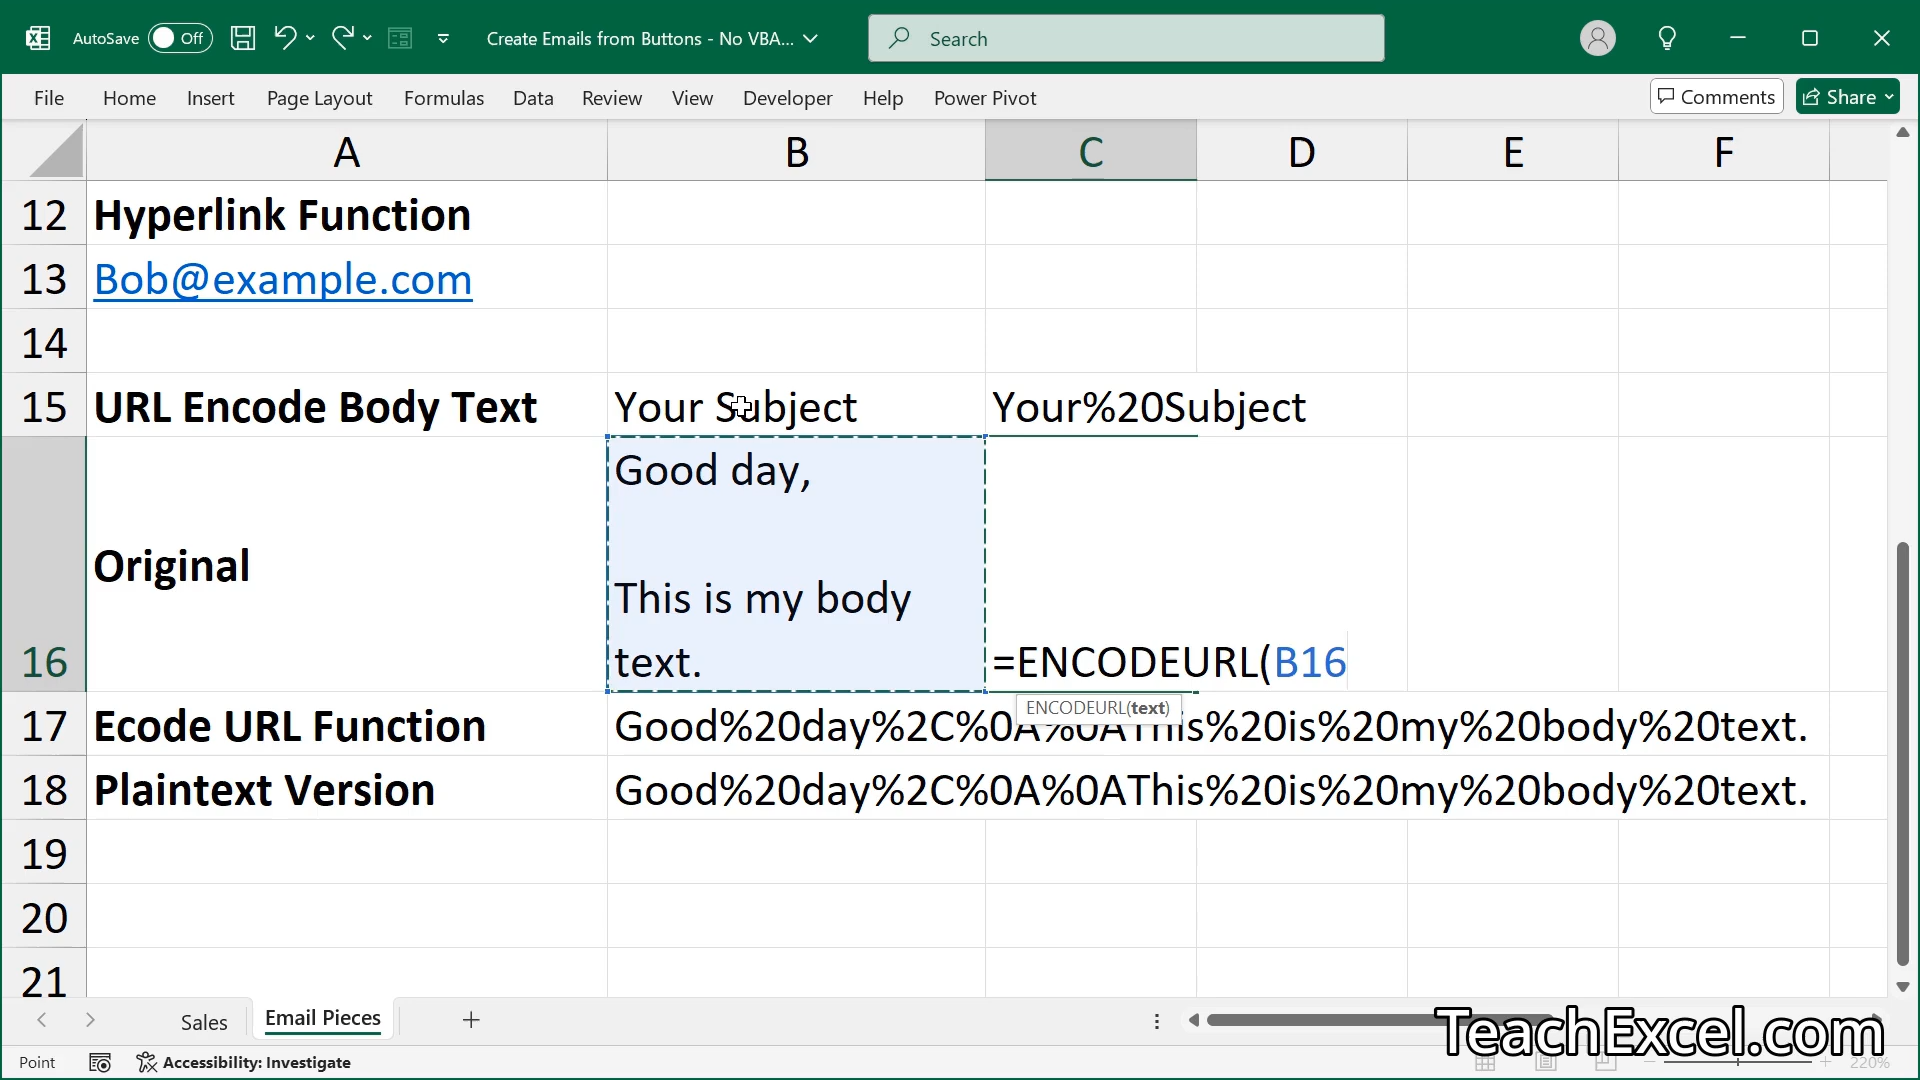 AutoSave Off Create Emails from Buttons - No VBA... Search
File Home Insert Page Layout Formulas Data Review View Developer Help Power Pivot Comments Share
A B C D E F
12 Hyperlink Function
13 Bob@example.com
14
15 URL Encode Body Text Your Subject Your%20Subject
16 Original Good day,
This is my body
text. =ENCODEURL(B16
ENCODEURL(text)
17 Ecode URL Function Good%20day%2C%0A%0AThis%20is%20my%20body%20text.
18 Plaintext Version Good%20day%2C%0A%0AThis%20is%20my%20body%20text.
19
20
21
Sales Email Pieces
TeachExcel.com
Point Accessibility: Investigate 220%